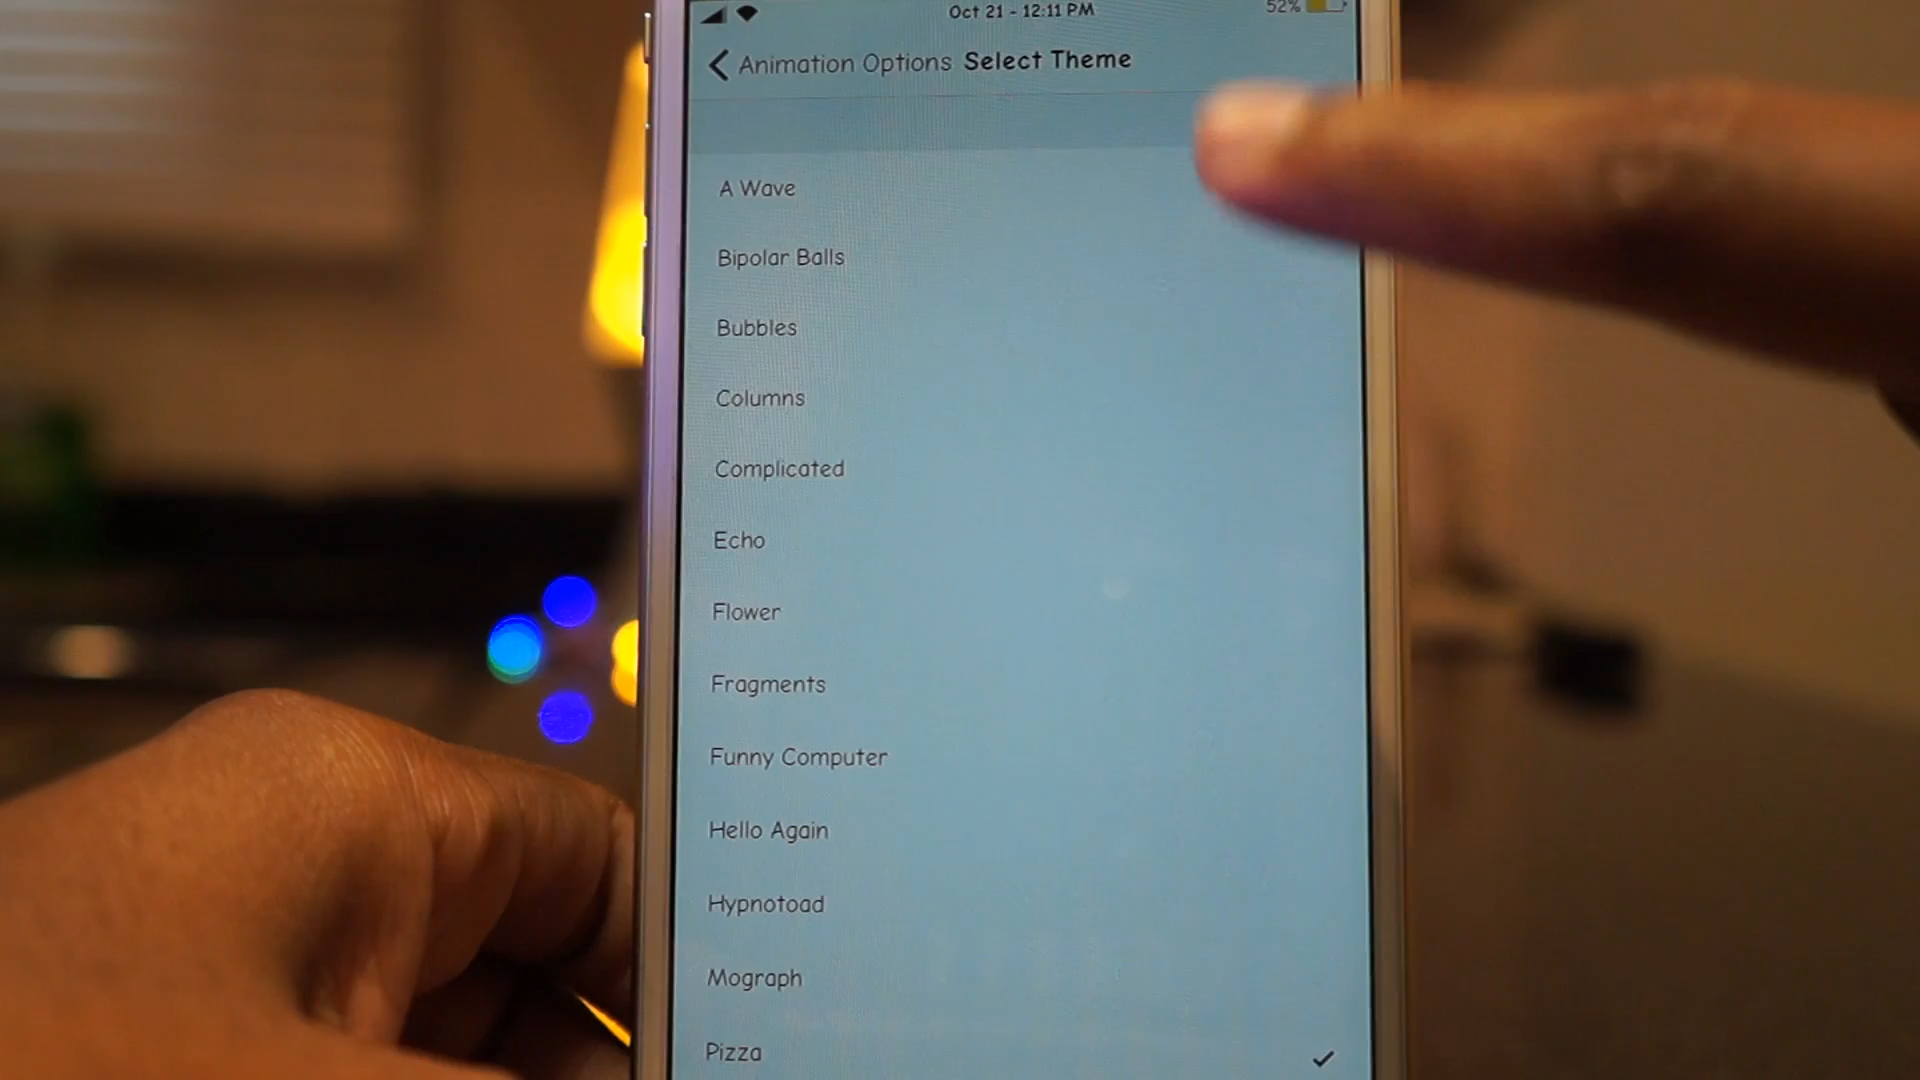 Oct 21 - 12:11 PM
52%
Animation Options Select Theme
A Wave
Bipolar Balls
Bubbles
Columns
Complicated
Echo
Flower
Fragments
Funny Computer
Hello Again
Hypnotoad
Mograph
Pizza